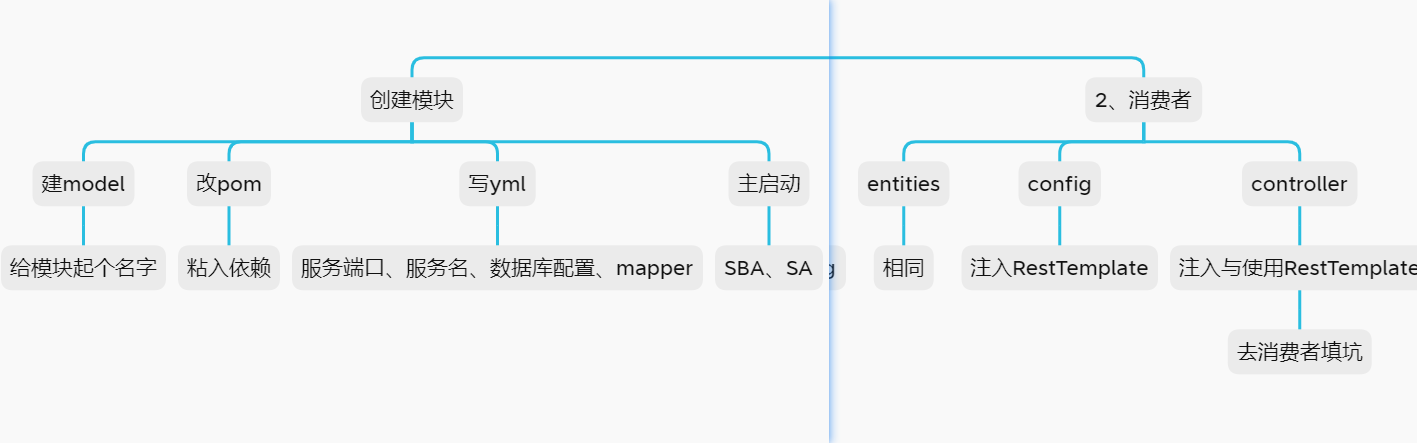 创建模块
2、消费者
建model
改pom
写yml
主启动
entities
config
controller
给模块起个名字
粘入依赖
服务端口、服务名、数据库配置、mapper
SBA、SA
相同
注入RestTemplate
注入与使用RestTemplate
去消费者填坑